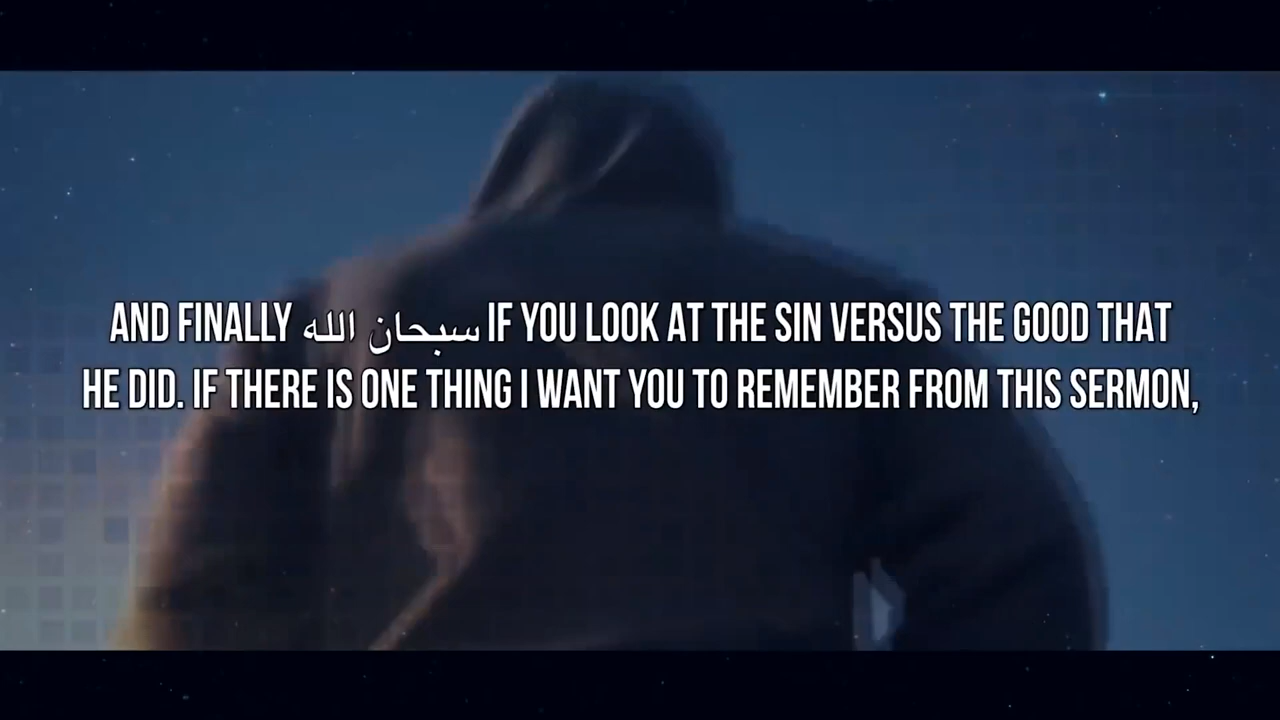 AND FINALLY سبحان الله IF YOU LOOK AT THE SIN VERSUS THE GOOD THAT
HE DID. IF THERE IS ONE THING I WANT YOU TO REMEMBER FROM THIS SERMON,